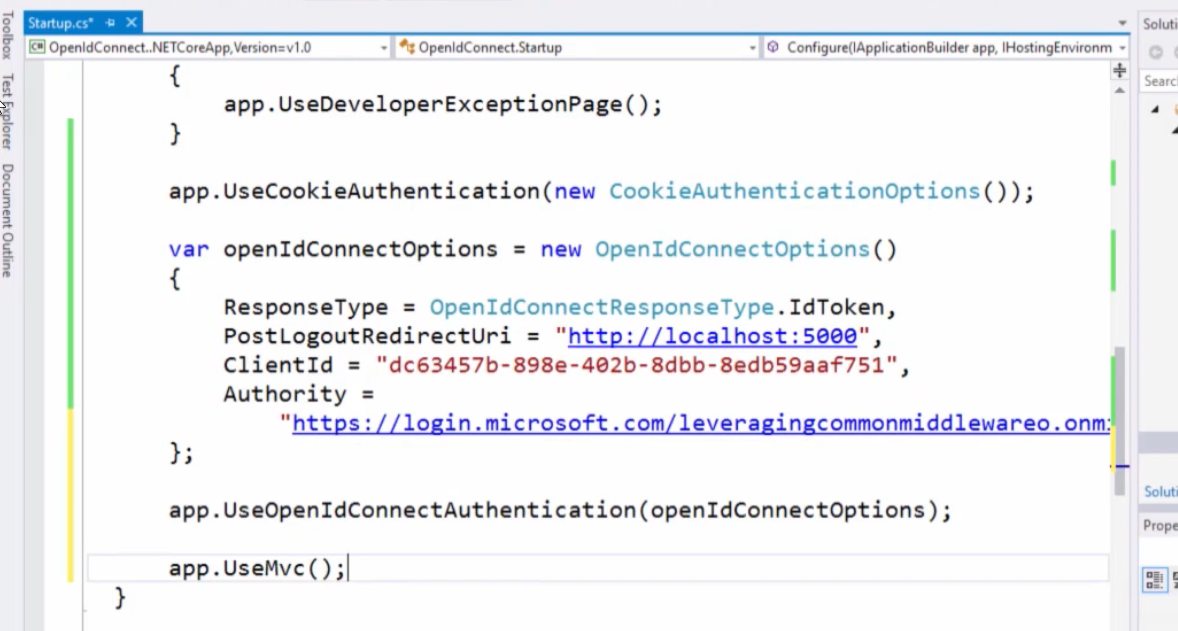 Startup.cs*
OpenIdConnect..NETCoreApp,Version=v1.0
OpenIdConnect.Startup
Configure(IApplicationBuilder app, IHostingEnvironm
Toolbox
Test Explorer
Document Outline
{
app.UseDeveloperExceptionPage();
}
app.UseCookieAuthentication(new CookieAuthenticationOptions());
var openIdConnectOptions = new OpenIdConnectOptions()
{
ResponseType = OpenIdConnectResponseType.IdToken,
PostLogoutRedirectUri = "http://localhost:5000",
ClientId = "dc63457b-898e-402b-8dbb-8edb59aaf751",
Authority =
"https://login.microsoft.com/leveragingcommonmiddlewareo.onm
};
app.UseOpenIdConnectAuthentication(openIdConnectOptions);
app.UseMvc();
}
Soluti
Searc
Soluti
Prope